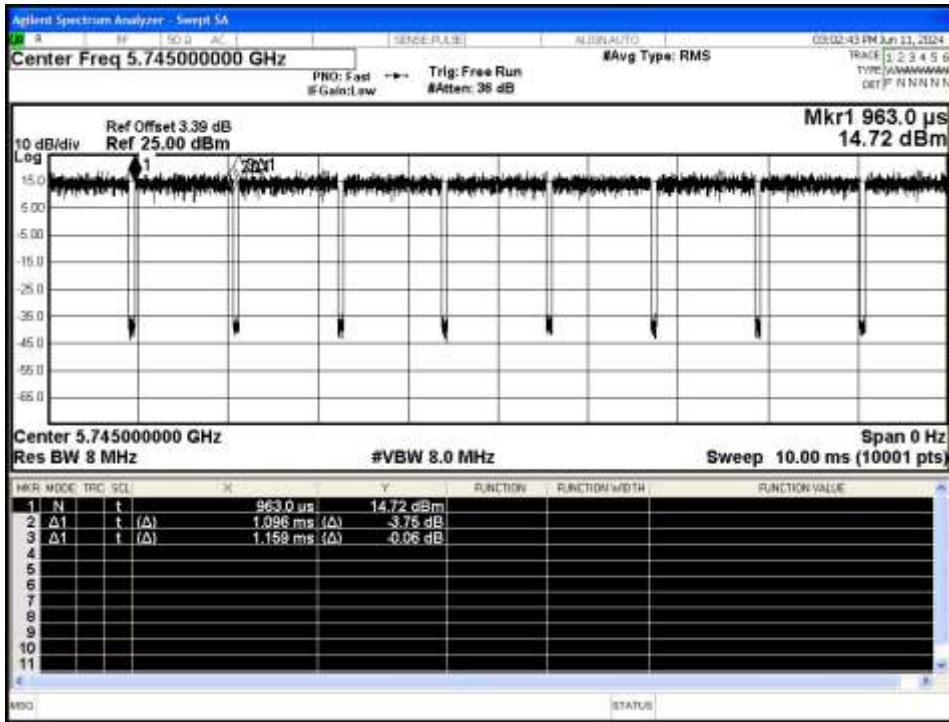 Agilent Spectrum Analyzer - Swept SA
R RF 50 Ω AC SENSE:PULSE ALIGN AUTO 03:02:43 PM Jun 11, 2024
Center Freq 5.745000000 GHz #Avg Type: RMS TRACE 1 2 3 4 5 6
PNO: Fast Trig: Free Run TYPE
IFGain:Low #Atten: 36 dB DET P N N N N N
Mkr1 963.0 µs
Ref Offset 3.39 dB
10 dB/div Ref 25.00 dBm 14.72 dBm
Log
1
15.0
5.00
-5.00
-15.0
-25.0
-35.0
-45.0
-55.0
-65.0
Center 5.745000000 GHz Span 0 Hz
Res BW 8 MHz #VBW 8.0 MHz Sweep 10.00 ms (10001 pts)
MKR MODE TRC SCL X Y FUNCTION FUNCTION WIDTH FUNCTION VALUE
1 N t 963.0 us 14.72 dBm
2 Δ1 t (Δ) 1.096 ms (Δ) -3.75 dB
3 Δ1 t (Δ) 1.159 ms (Δ) -0.06 dB
4
5
6
7
8
9
10
11
MSG STATUS